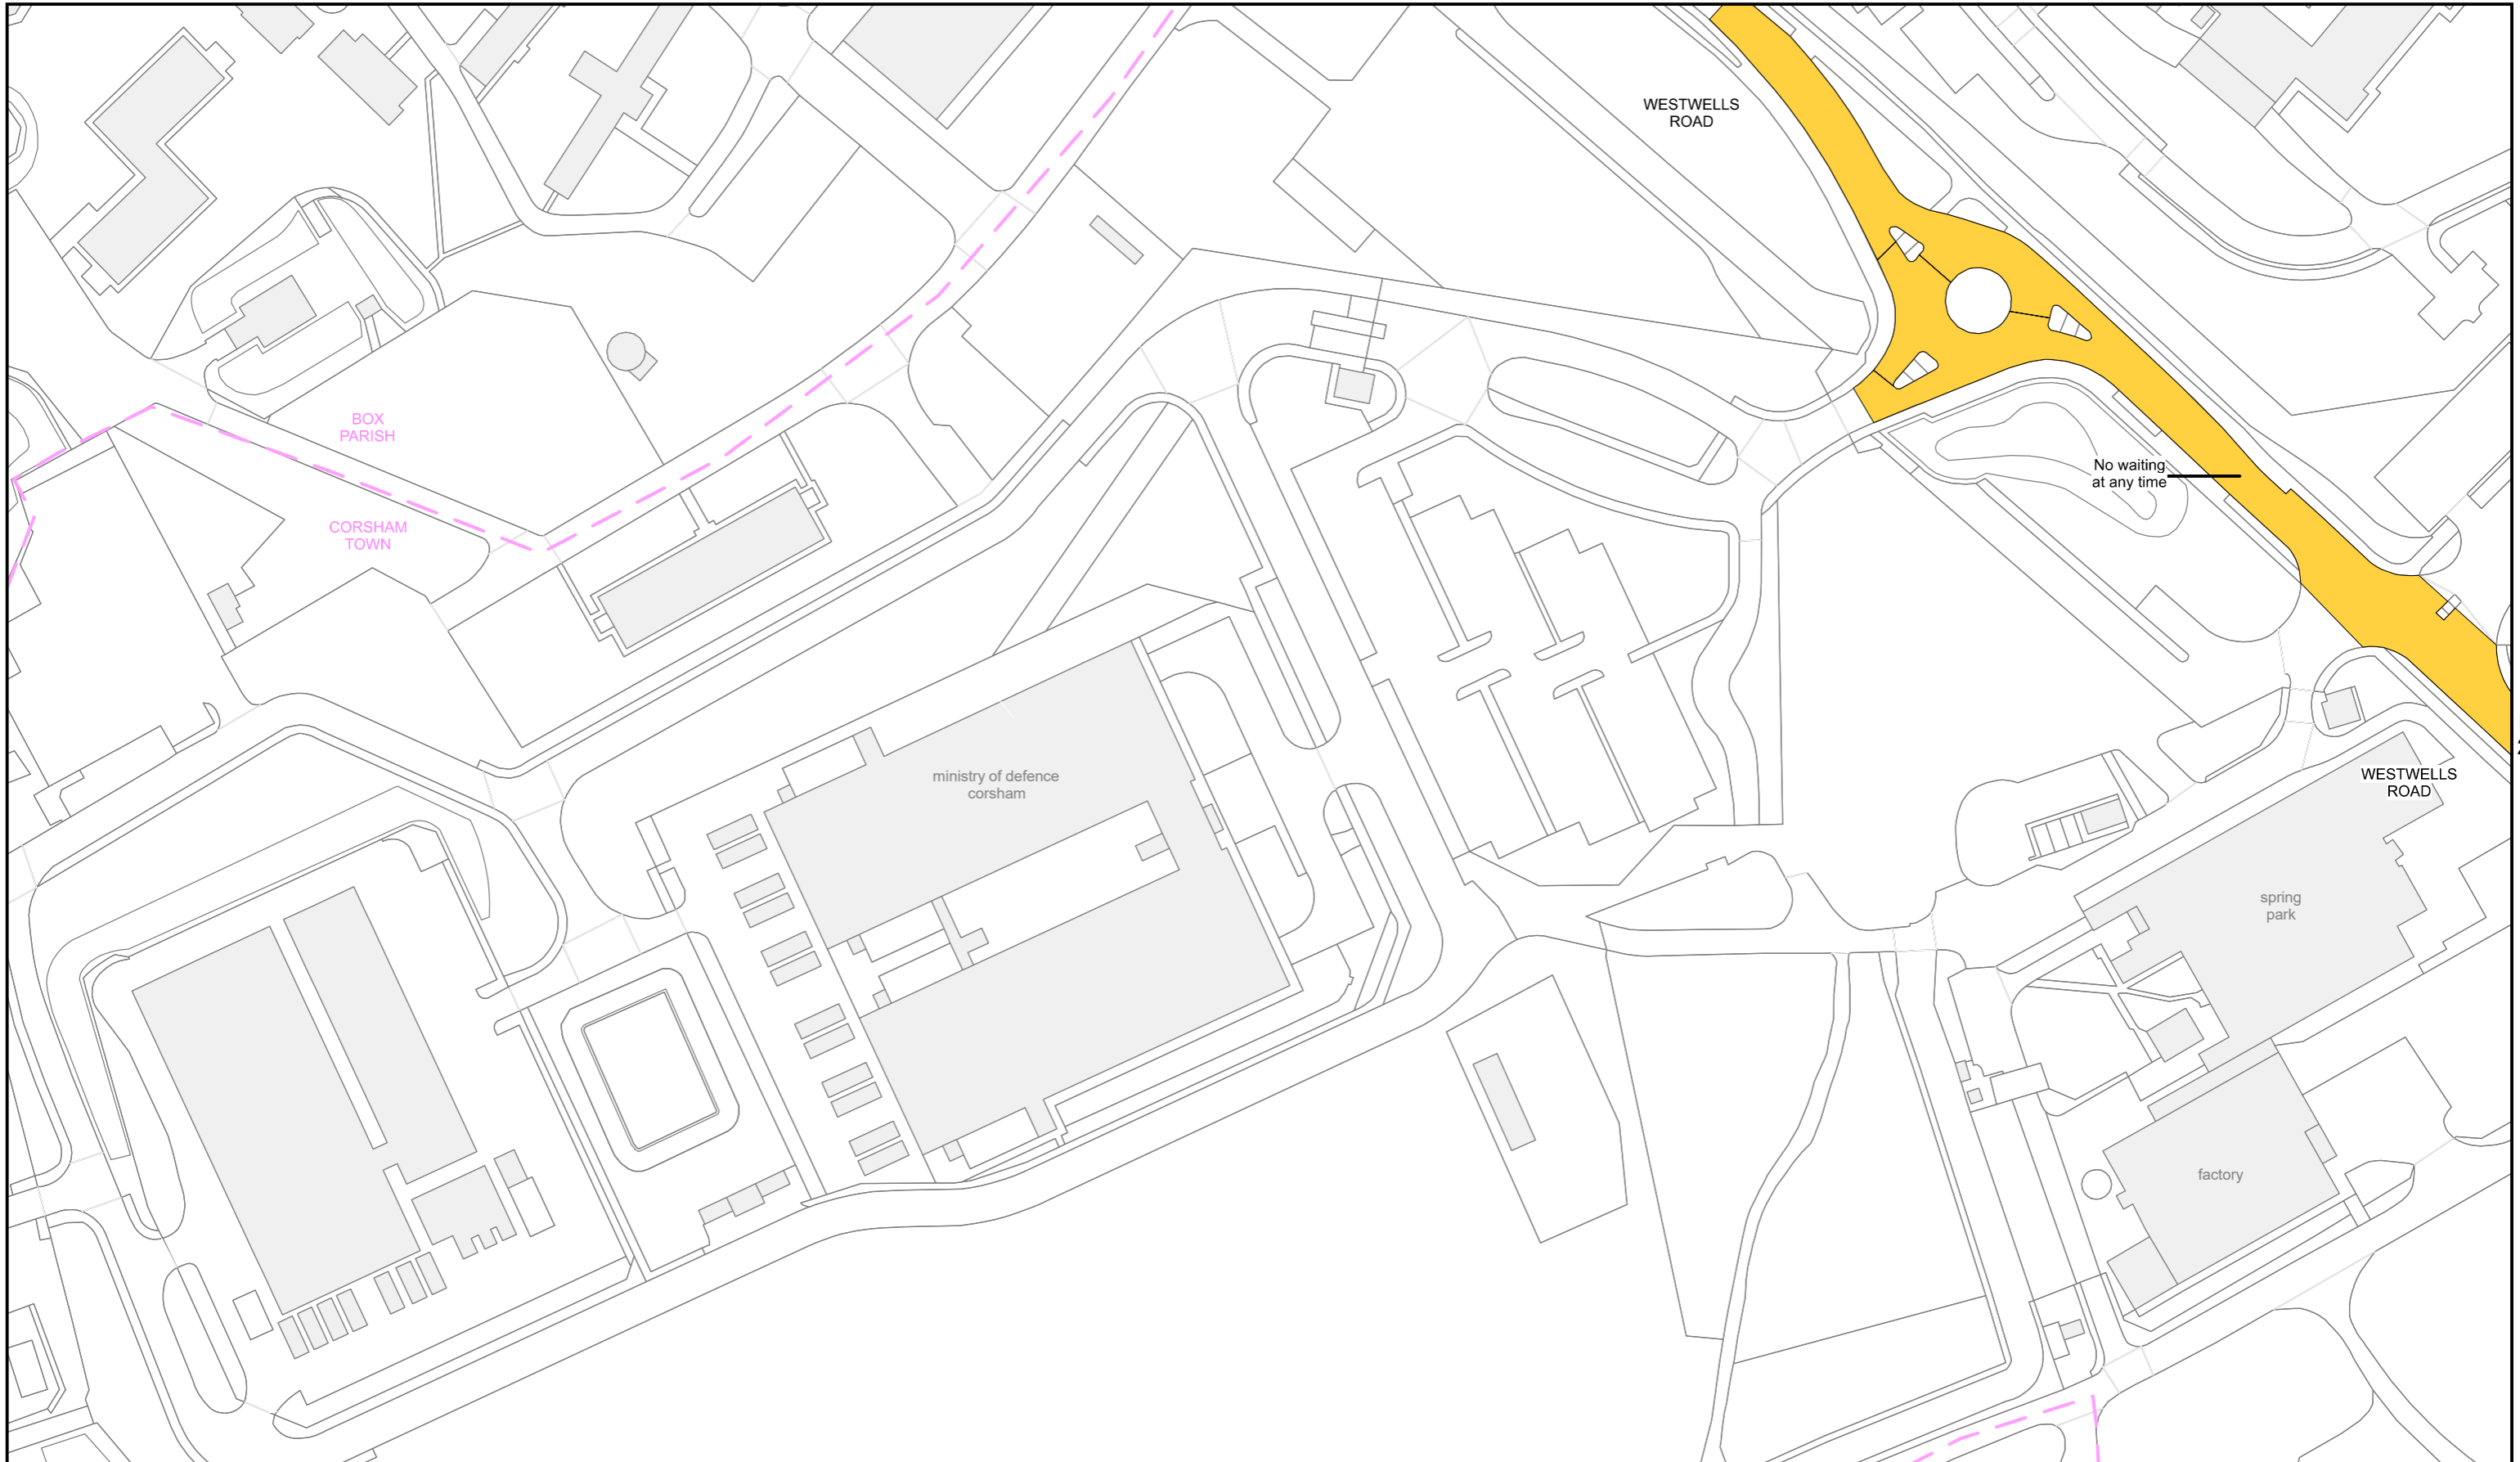 WESTWELLS
ROAD
BOX
PARISH
No waiting
at any time
CORSHAM
TOWN
ministry of defence
corsham
WESTWELLS
ROAD
spring
park
factory